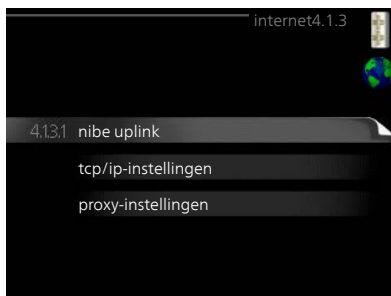 internet4.1.3
4.1.3.1 nibe uplink
tcp/ip-instellingen
proxy-instellingen